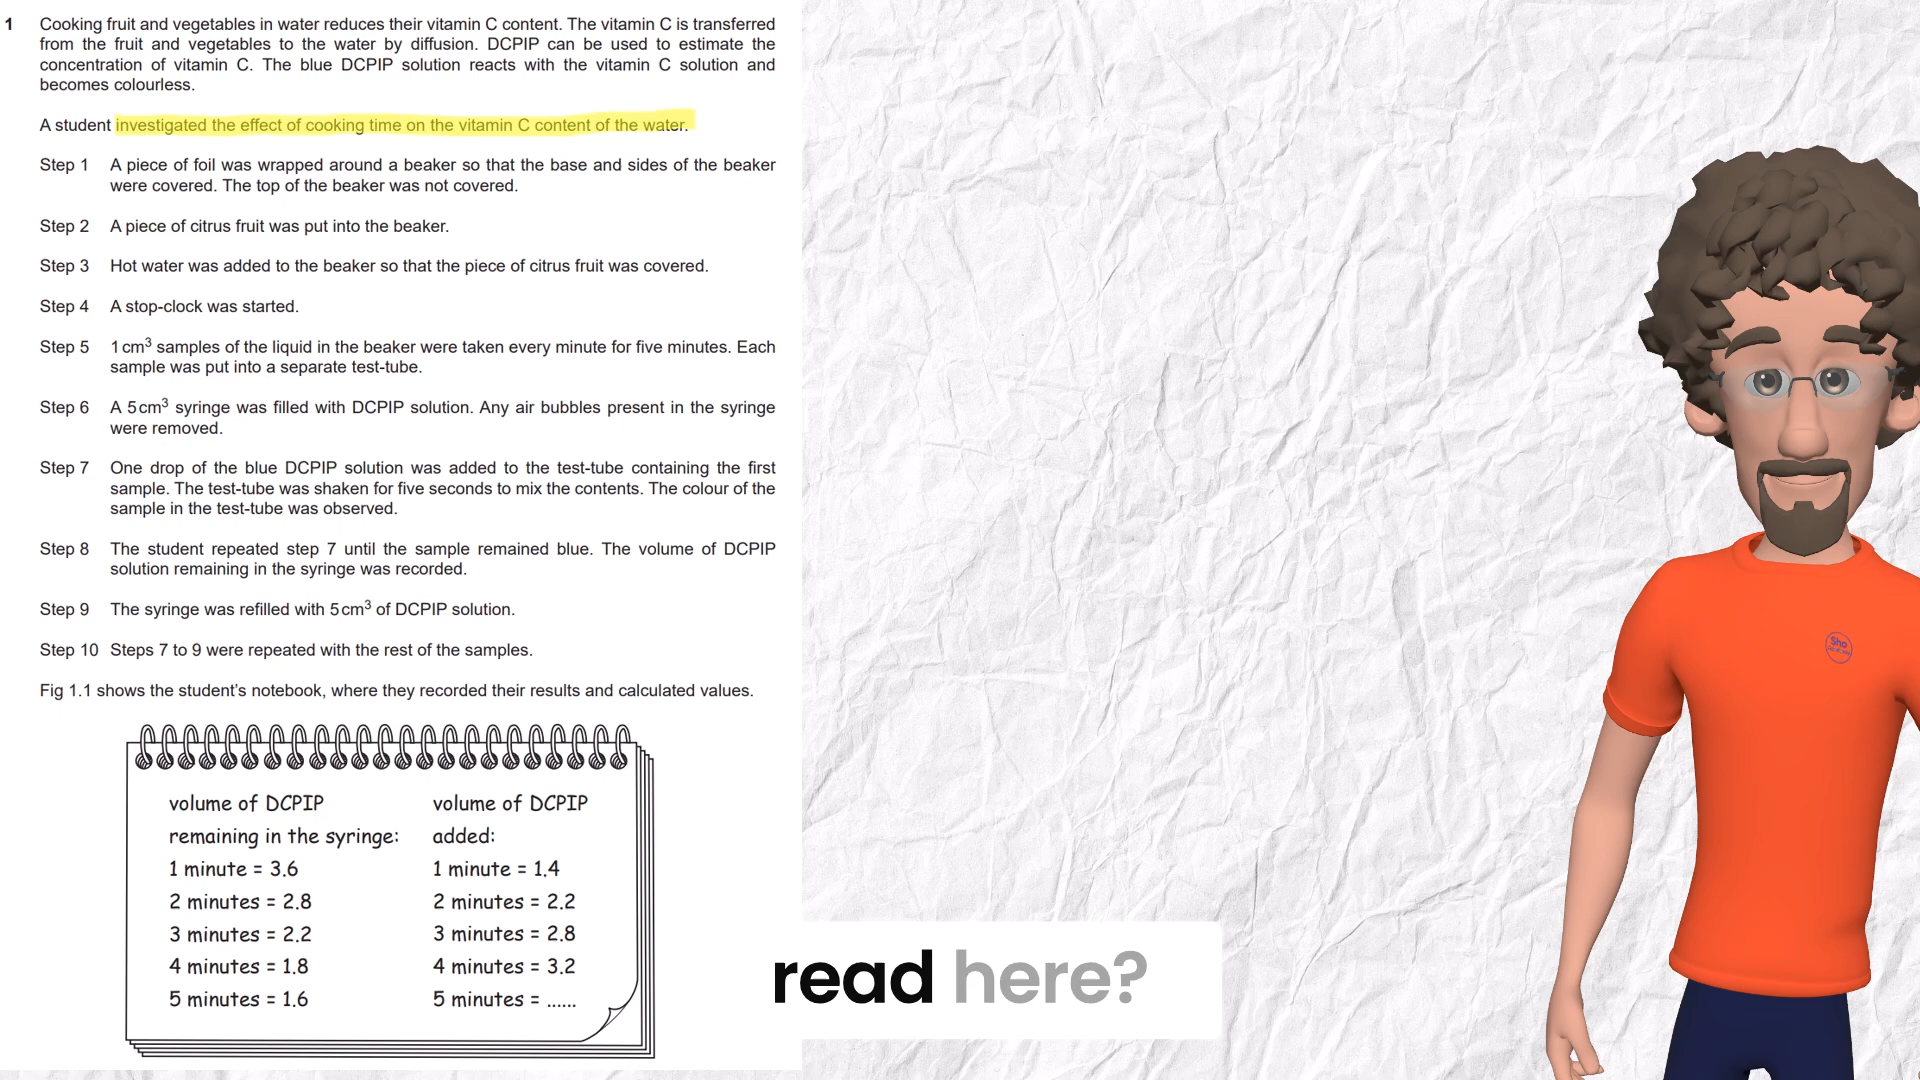 1 Cooking fruit and vegetables in water reduces their vitamin C content. The vitamin C is transferred
from the fruit and vegetables to the water by diffusion. DCPIP can be used to estimate the
concentration of vitamin C. The blue DCPIP solution reacts with the vitamin C solution and
becomes colourless.
A student investigated the effect of cooking time on the vitamin C content of the water.
Step 1 A piece of foil was wrapped around a beaker so that the base and sides of the beaker
were covered. The top of the beaker was not covered.
Step 2 A piece of citrus fruit was put into the beaker.
Step 3 Hot water was added to the beaker so that the piece of citrus fruit was covered.
Step 4 A stop-clock was started.
Step 5 1 cm³ samples of the liquid in the beaker were taken every minute for five minutes. Each
sample was put into a separate test-tube.
Step 6 A 5 cm³ syringe was filled with DCPIP solution. Any air bubbles present in the syringe
were removed.
Step 7 One drop of the blue DCPIP solution was added to the test-tube containing the first
sample. The test-tube was shaken for five seconds to mix the contents. The colour of the
sample in the test-tube was observed.
Step 8 The student repeated step 7 until the sample remained blue. The volume of DCPIP
solution remaining in the syringe was recorded.
Step 9 The syringe was refilled with 5 cm³ of DCPIP solution.
Step 10 Steps 7 to 9 were repeated with the rest of the samples.
Fig 1.1 shows the student's notebook, where they recorded their results and calculated values.
volume of DCPIP
remaining in the syringe:
1 minute = 3.6
2 minutes = 2.8
3 minutes = 2.2
4 minutes = 1.8
5 minutes = 1.6
volume of DCPIP
added:
1 minute = 1.4
2 minutes = 2.2
3 minutes = 2.8
4 minutes = 3.2
5 minutes = ......
read here?
Sho